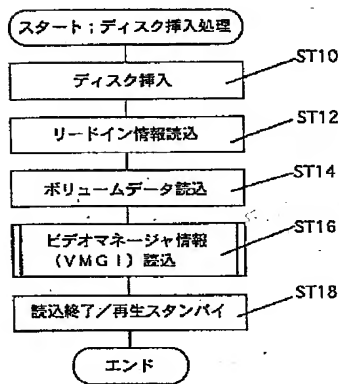 スタート;ディスク挿入処理
ST10
ディスク挿入
ST12
リードイン情報読込
ST14
ボリュームデータ読込
ST16
ビデオマネージャ情報
(VMGI)読込
ST18
読込終了/再生スタンバイ
エンド